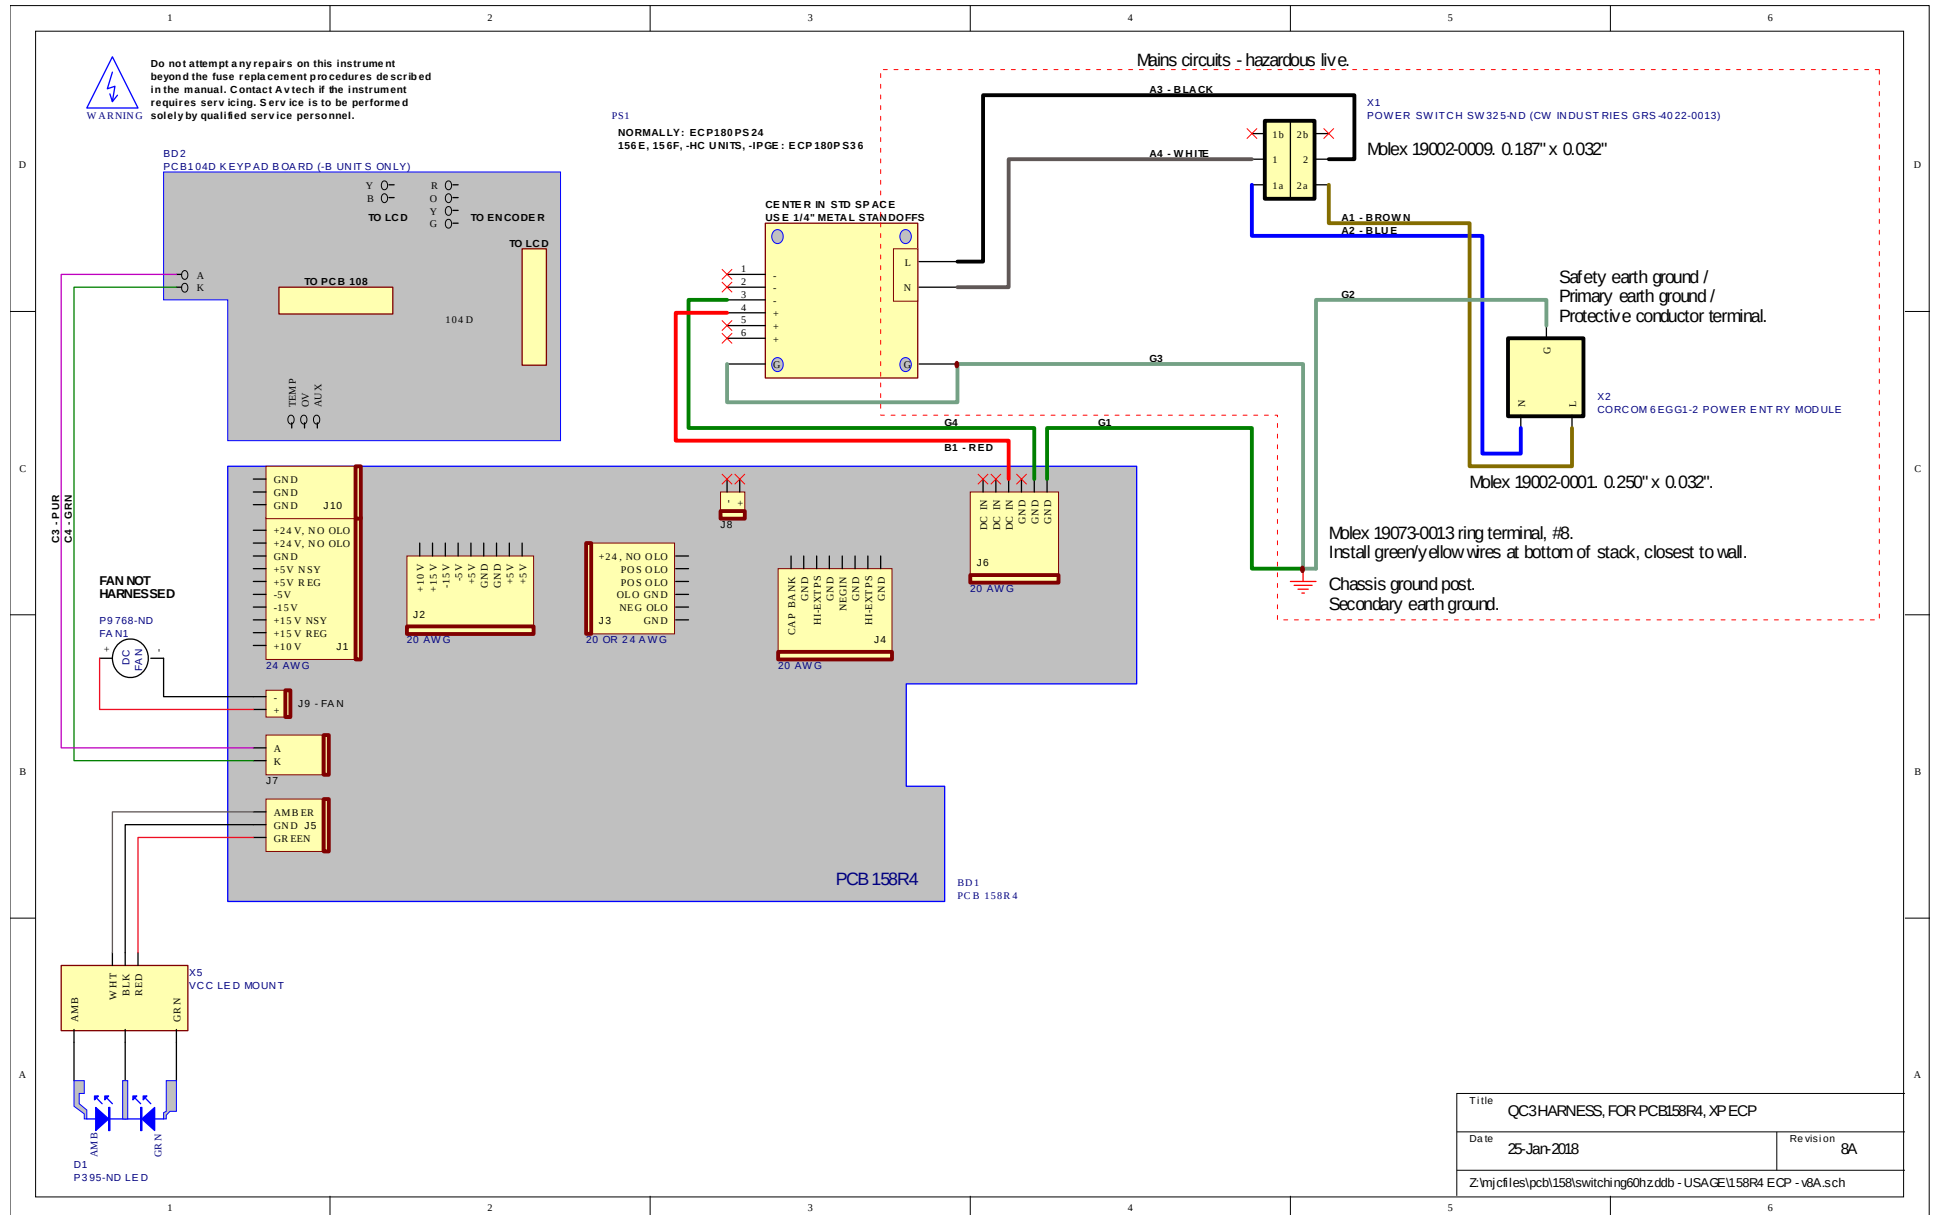 1 2 3 4 5 6
Do not attempt any repairs on this instrument
beyond the fuse replacement procedures described
in the manual. Contact Avtech if the instrument
requires servicing. Service is to be performed
solely by qualified service personnel.
WARNING
Mains circuits - hazardous live.
PS1
NORMALLY: ECP180PS24
156E, 156F, -HC UNITS, -IPGE: ECP180PS36
A3 - BLACK
A4 - WHITE
X1
POWER SWITCH SW325-ND (CW INDUSTRIES GRS-4022-0013)
Molex 19002-0009. 0.187" x 0.032"
1b 2b
1 2
1a 2a
A1 - BROWN
A2 - BLUE
D
D
BD2
PCB104D KEYPAD BOARD (-B UNITS ONLY)
Y
B
TO LCD
R
O
Y
G
TO ENCODER
TO LCD
A
K
TO PCB 108
104D
TEMP
OV
AUX
CENTER IN STD SPACE
USE 1/4" METAL STANDOFFS
L
N
1 -
2 -
3 -
4 +
5 +
6 +
G G
G2
G3
G4
G1
B1 - RED
Safety earth ground /
Primary earth ground /
Protective conductor terminal.
G
N
L
X2
CORCOM 6EGG1-2 POWER ENTRY MODULE
Molex 19002-0001. 0.250" x 0.032".
C
C
C3 - PUR
C4 - GRN
GND
GND
GND
J10
+24V, NO OLO
+24V, NO OLO
GND
+5V NSY
+5V REG
-5V
-15V
+15V NSY
+15V REG
+10V
J1
24 AWG
+10V
+15V
-15V
-5V
+5V
GND
GND
+5V
+5V
J2
20 AWG
+24, NO OLO
POS OLO
POS OLO
OLO GND
NEG OLO
GND
J3
20 OR 24 AWG
- +
J8
CAP BANK
GND
HI-EXTPS
GND
NEGIN
GND
HI-EXTPS
GND
J4
20 AWG
DC IN
DC IN
DC IN
GND
GND
GND
J6
20 AWG
Molex 19073-0013 ring terminal, #8.
Install green/yellow wires at bottom of stack, closest to wall.
Chassis ground post.
Secondary earth ground.
FAN NOT
HARNESSED
P9768-ND
FAN1
+ -
DC
FAN
-
+
J9 - FAN
A
K
J7
AMBER
GND J5
GREEN
B
B
PCB 158R4
BD1
PCB 158R4
X5
VCC LED MOUNT
AMB
WHT
BLK
RED
GRN
AMB
GRN
D1
P395-ND LED
A
A
Title
QC3 HARNESS, FOR PCB158R4, XP ECP
Date
25-Jan-2018
Revision
8A
Z:\mjcfiles\pcb\158\switching60hz.ddb - USAGE\158R4 ECP - v8A.sch
1 2 3 4 5 6